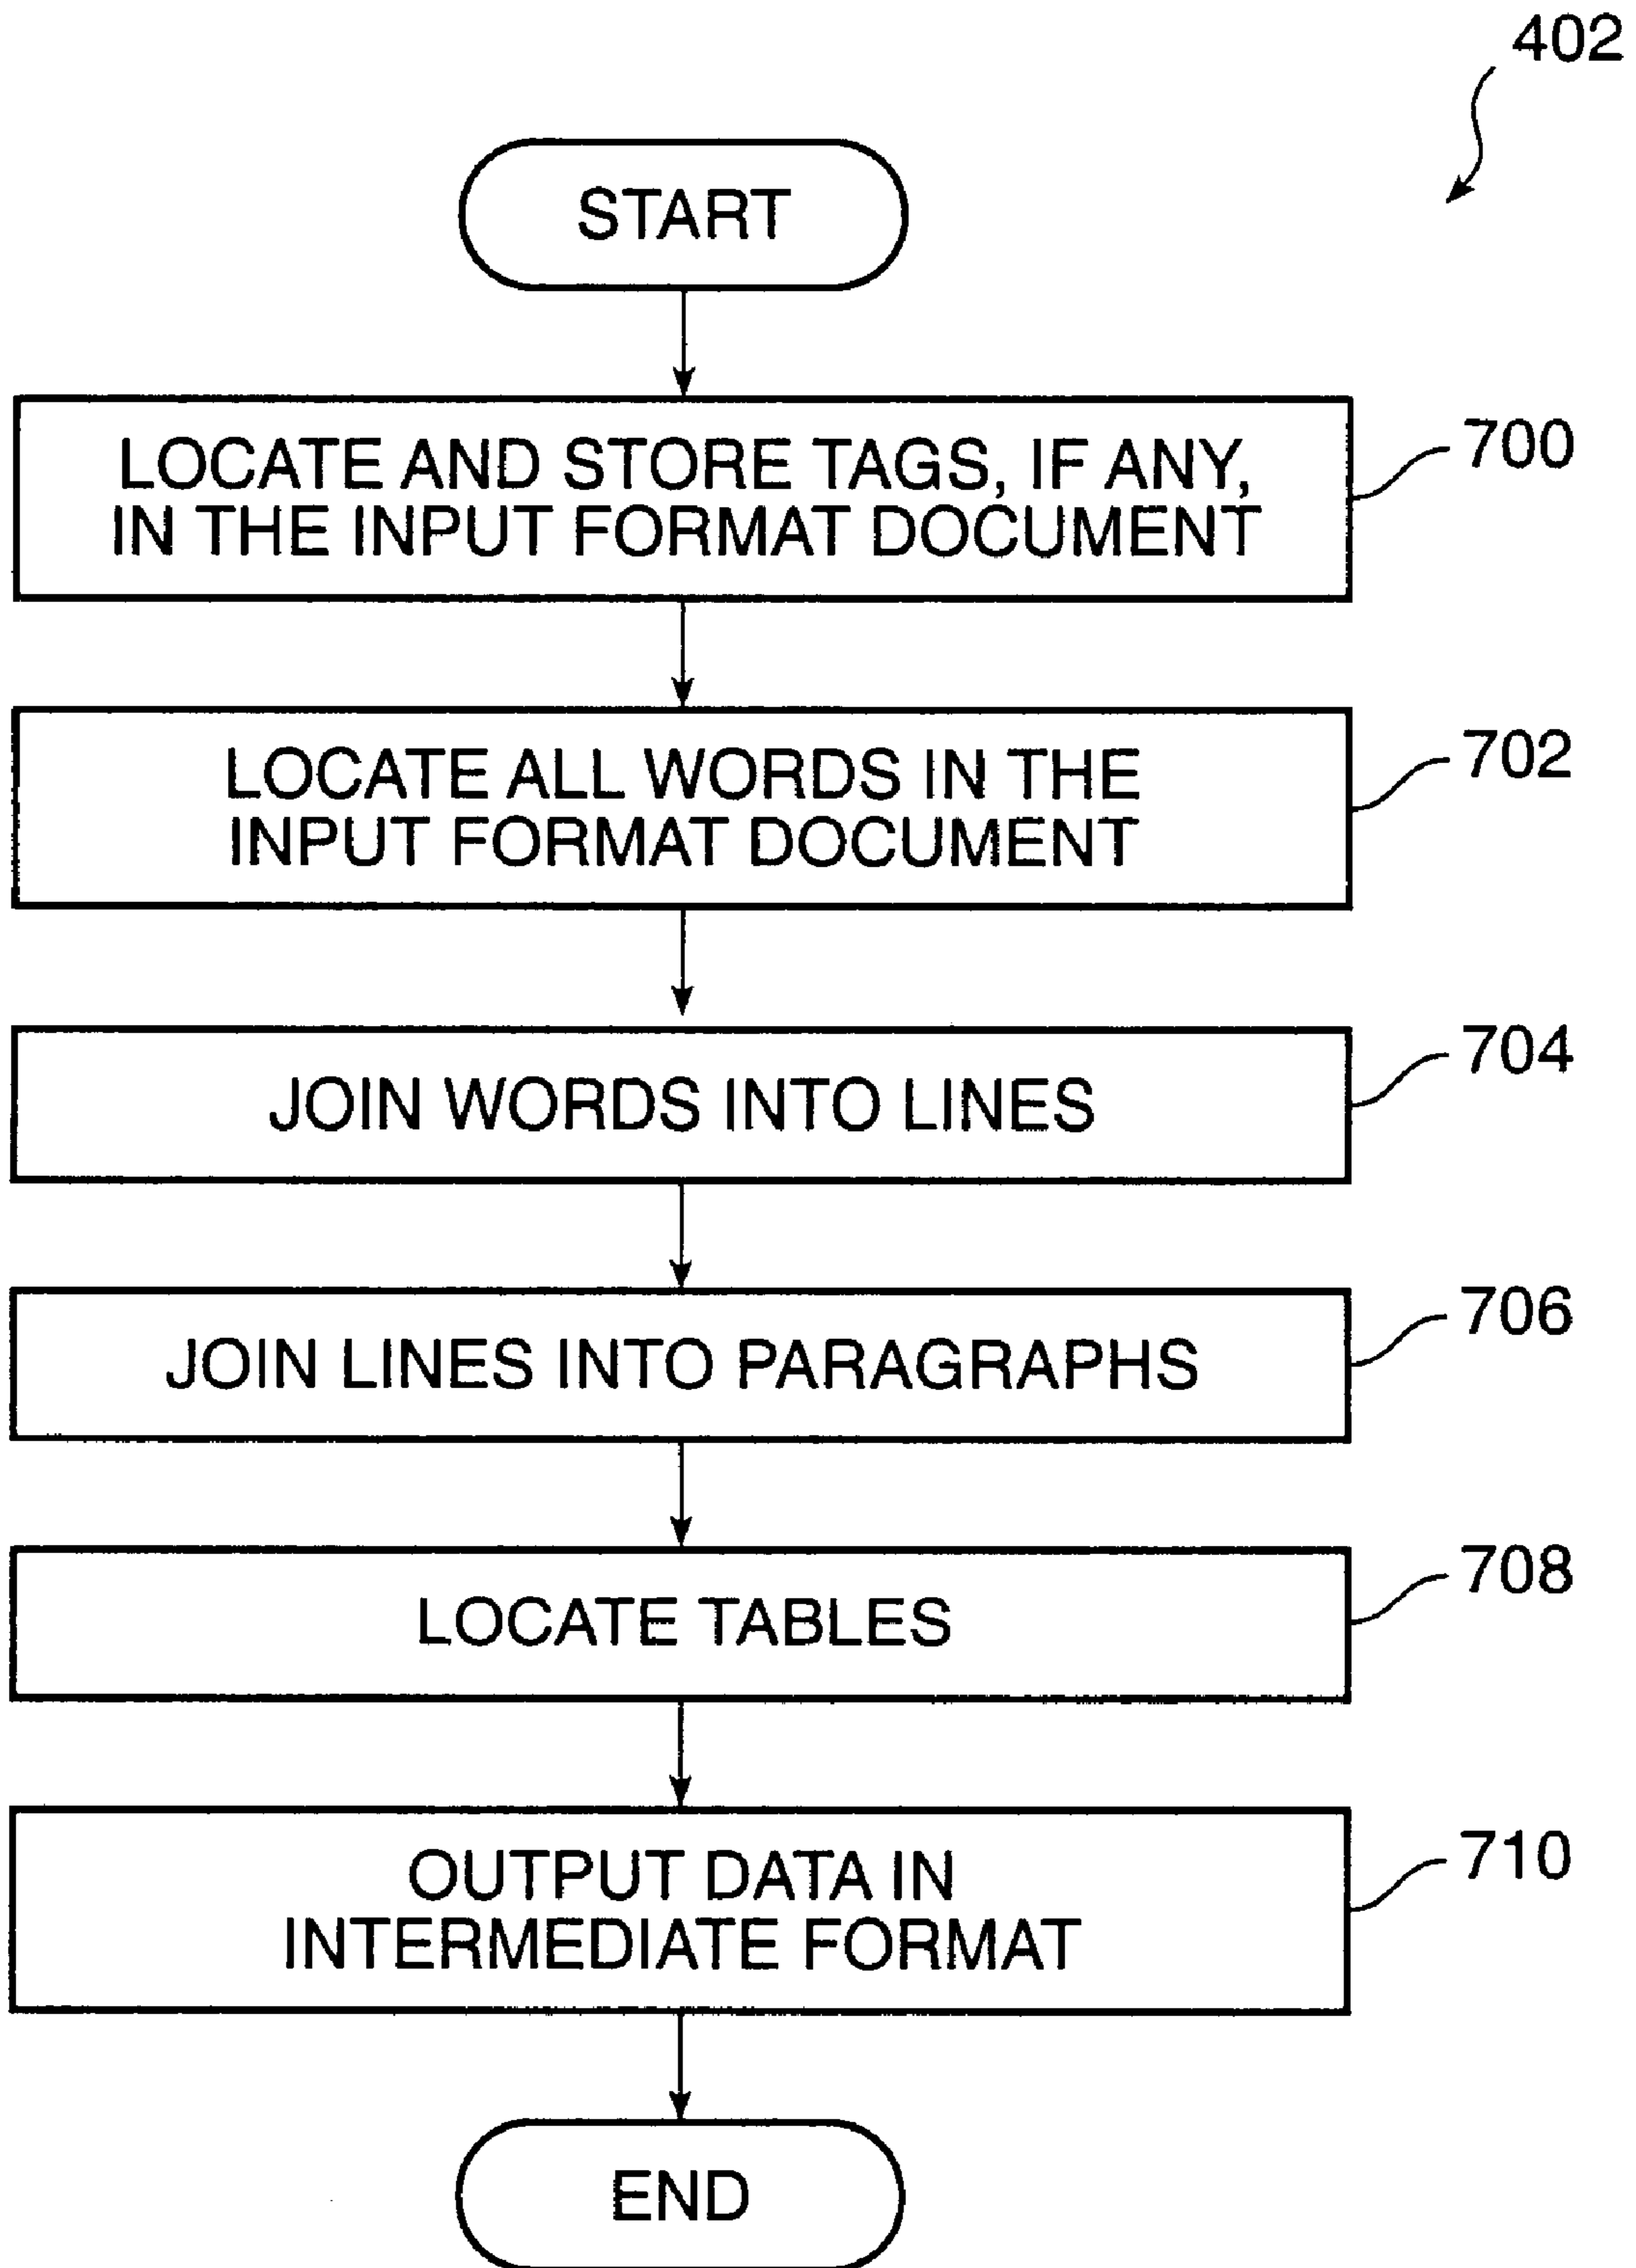 402
START
LOCATE AND STORE TAGS, IF ANY,
IN THE INPUT FORMAT DOCUMENT
700
LOCATE ALL WORDS IN THE
INPUT FORMAT DOCUMENT
702
JOIN WORDS INTO LINES
704
JOIN LINES INTO PARAGRAPHS
706
LOCATE TABLES
708
OUTPUT DATA IN
INTERMEDIATE FORMAT
710
END